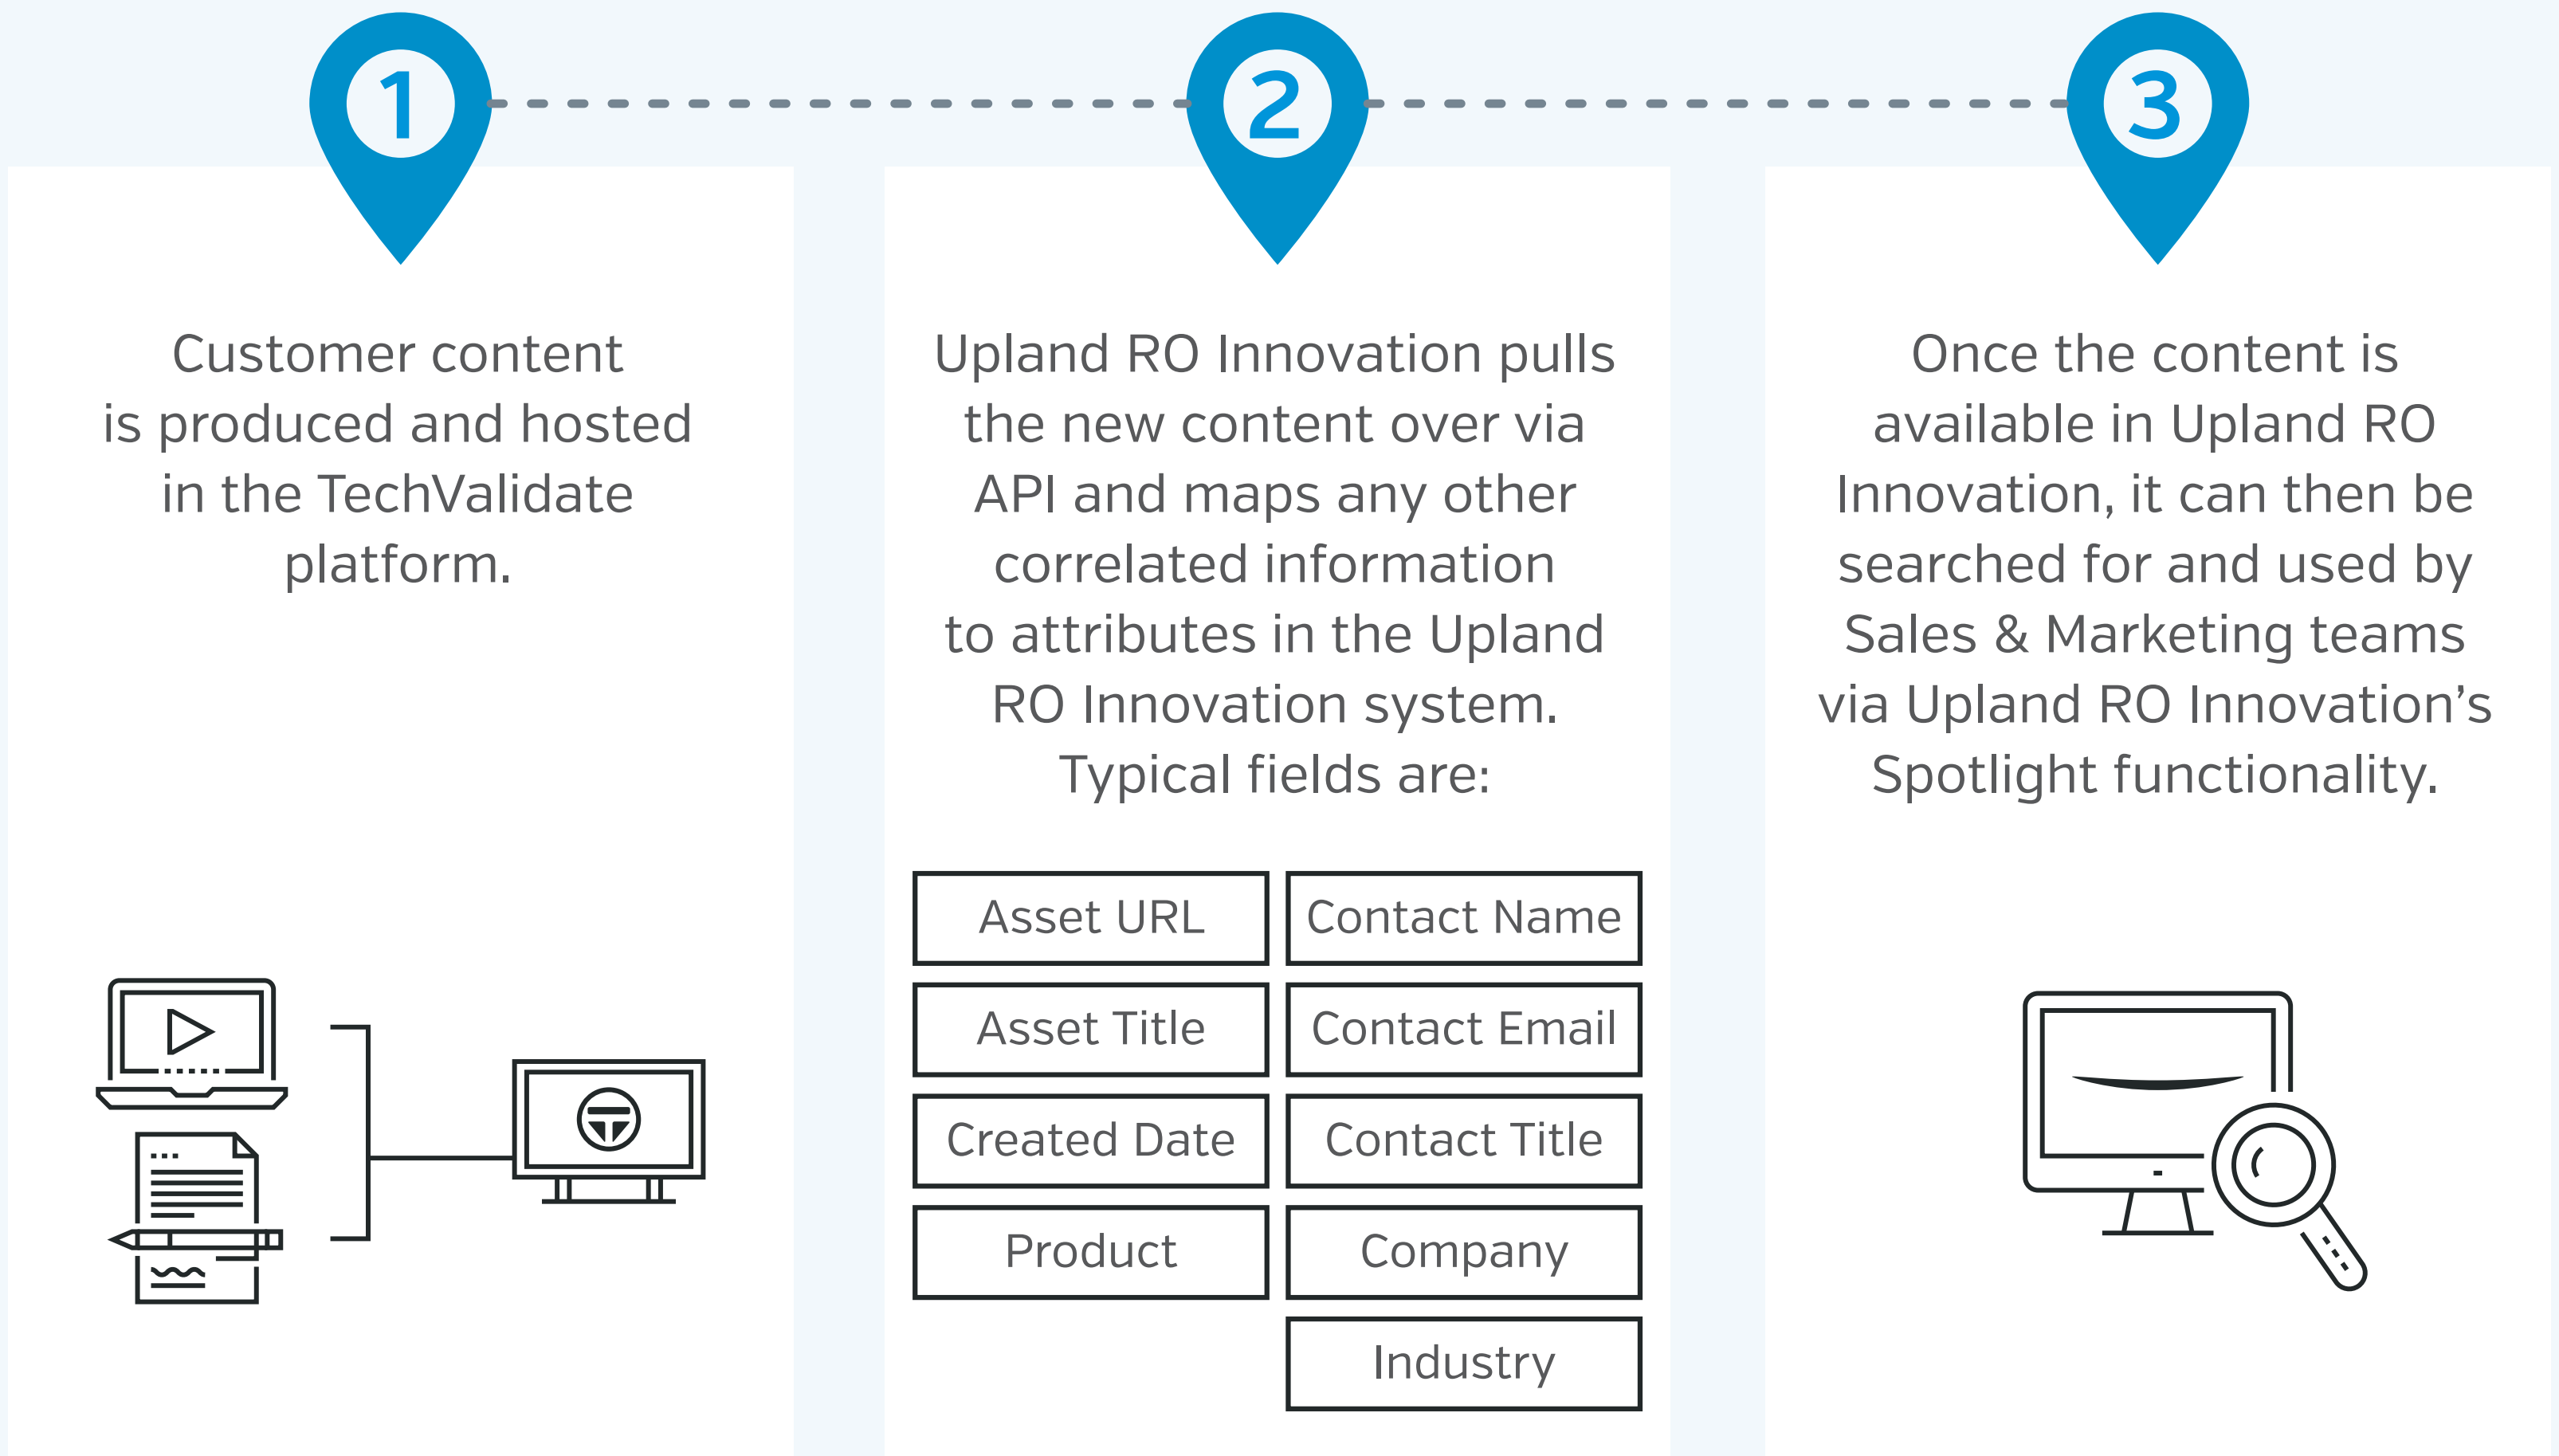 1
Customer content
is produced and hosted
in the TechValidate
platform.
2
Upland RO Innovation pulls
the new content over via
API and maps any other
correlated information
to attributes in the Upland
RO Innovation system.
Typical fields are:
Asset URL
Contact Name
Asset Title
Contact Email
Created Date
Contact Title
Product
Company
Industry
3
Once the content is
available in Upland RO
Innovation, it can then be
searched for and used by
Sales & Marketing teams
via Upland RO Innovation’s
Spotlight functionality.